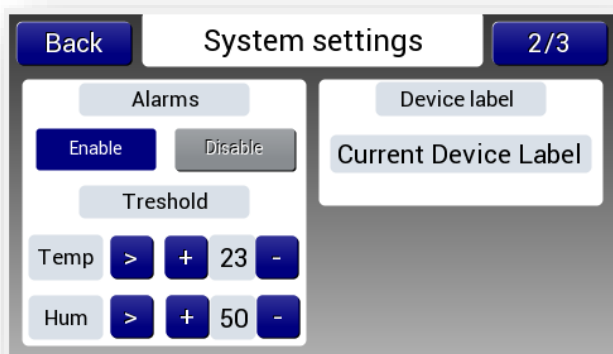 Back System settings 2/3
Alarms
Enable Disable
Treshold
Temp > + 23 -
Hum > + 50 -
Device label
Current Device Label